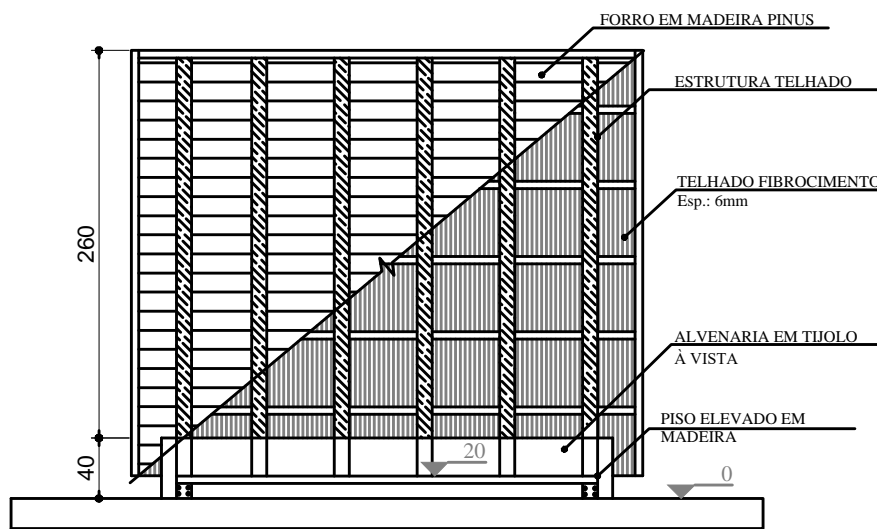 FORRO EM MADEIRA PINUS
ESTRUTURA TELHADO
TELHADO FIBROCIMENTO
Esp.: 6mm
260
ALVENARIA EM TIJOLO
À VISTA
PISO ELEVADO EM
MADEIRA
40
20
0